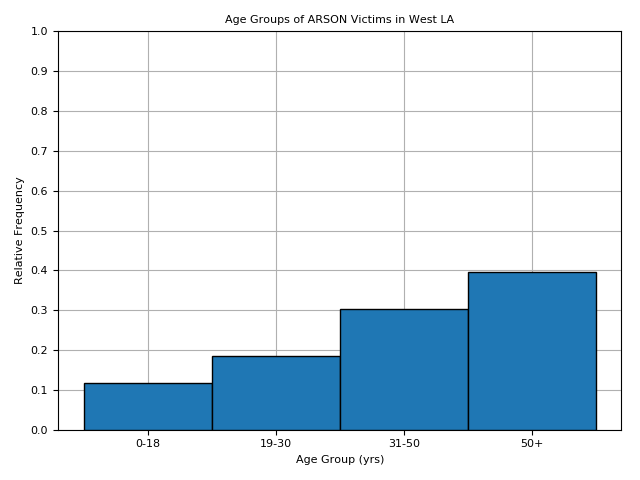 Age Groups of ARSON Victims in West LA
1.0
0.9
0.8
0.7
0.6
0.5
0.4
0.3
0.2
0.1
0.0
Relative Frequency
0-18 19-30 31-50 50+
Age Group (yrs)